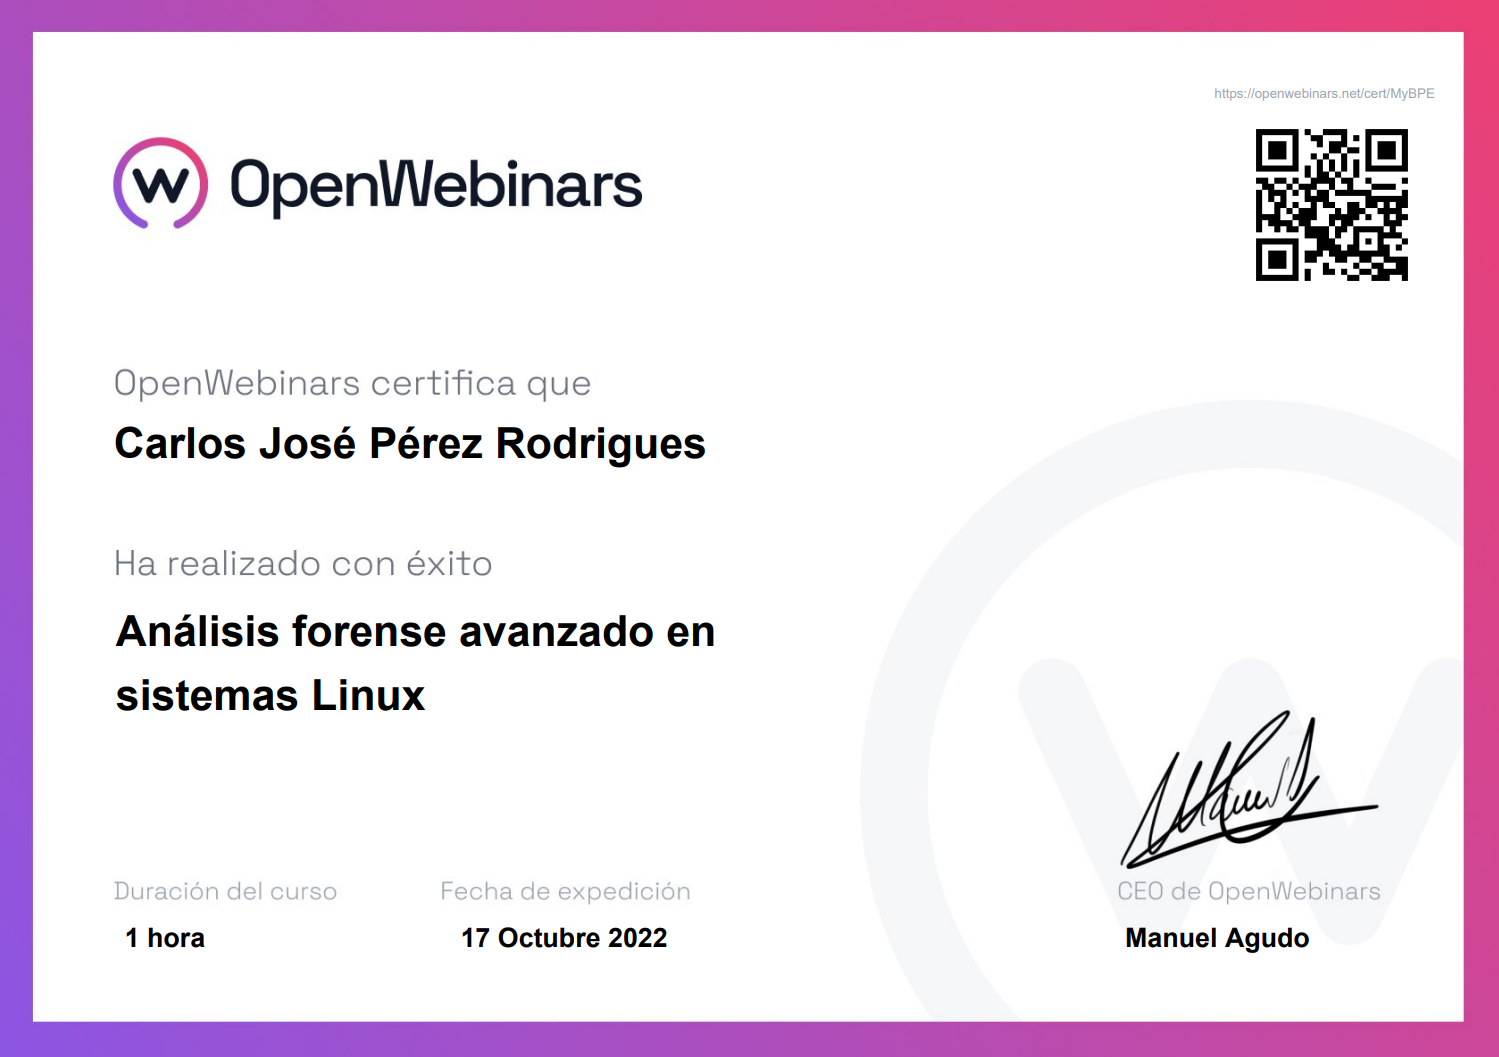 https://openwebinars.net/cert/MyBPE
OpenWebinars
OpenWebinars certifica que
Carlos José Pérez Rodrigues
Ha realizado con éxito
Análisis forense avanzado en
sistemas Linux
Duración del curso
1 hora
Fecha de expedición
17 Octubre 2022
CEO de OpenWebinars
Manuel Agudo